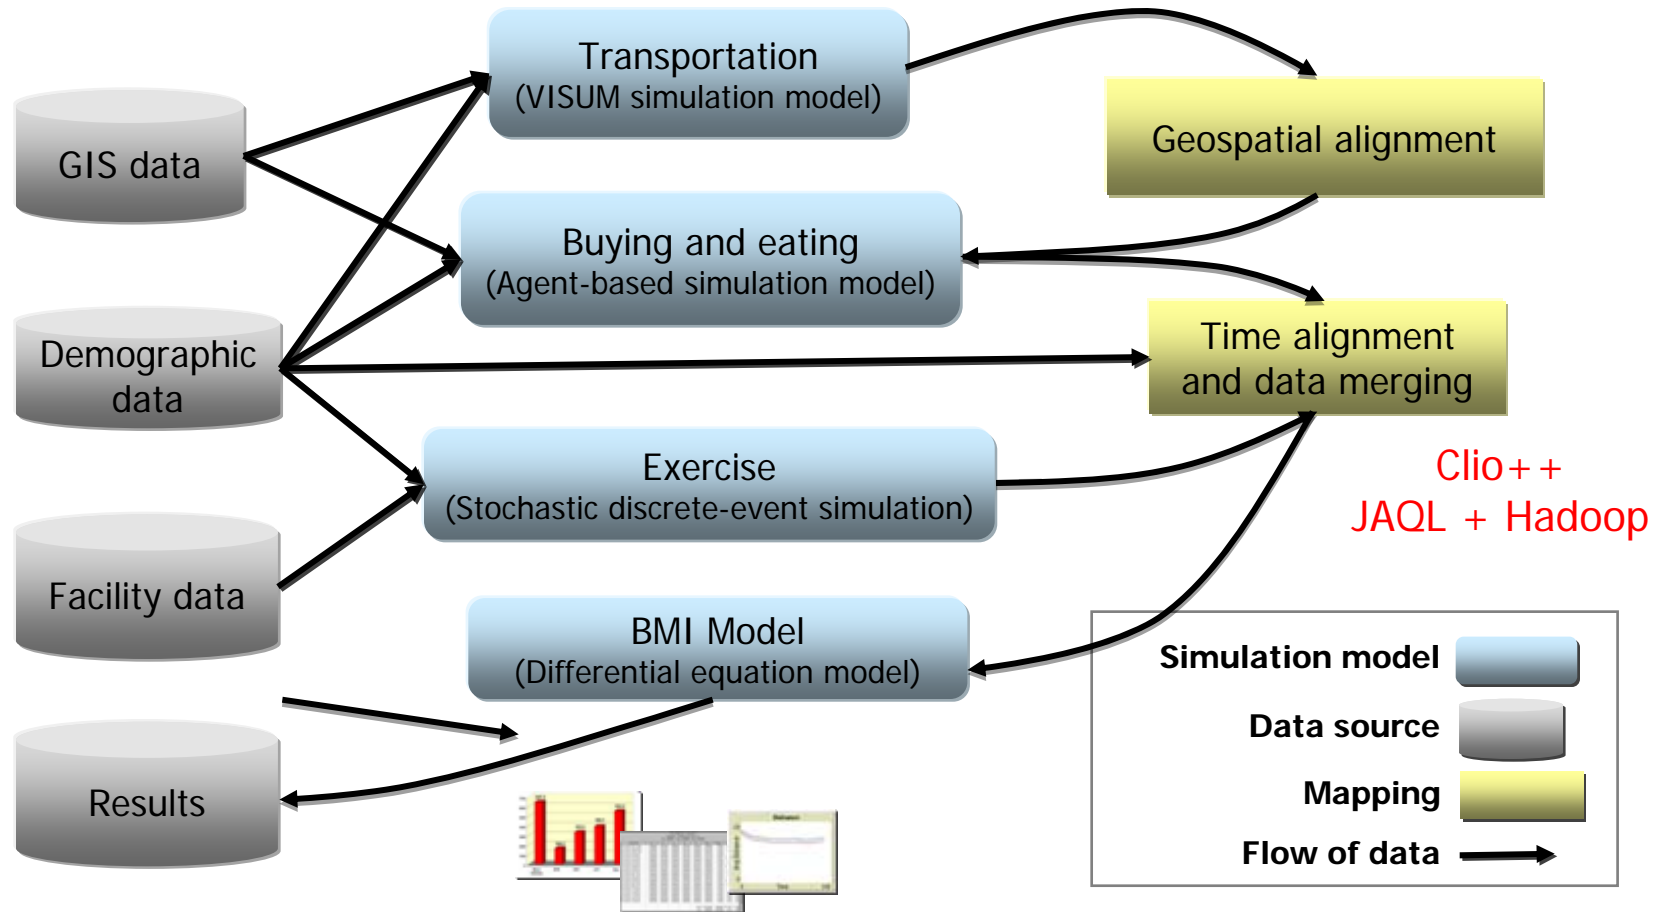 Transportation
(VISUM simulation model)
GIS data
Geospatial alignment
Buying and eating
(Agent-based simulation model)
Demographic
data
Time alignment
and data merging
Exercise
(Stochastic discrete-event simulation)
Clio++
JAQL + Hadoop
Facility data
BMI Model
(Differential equation model)
Results
Simulation model
Data source
Mapping
Flow of data